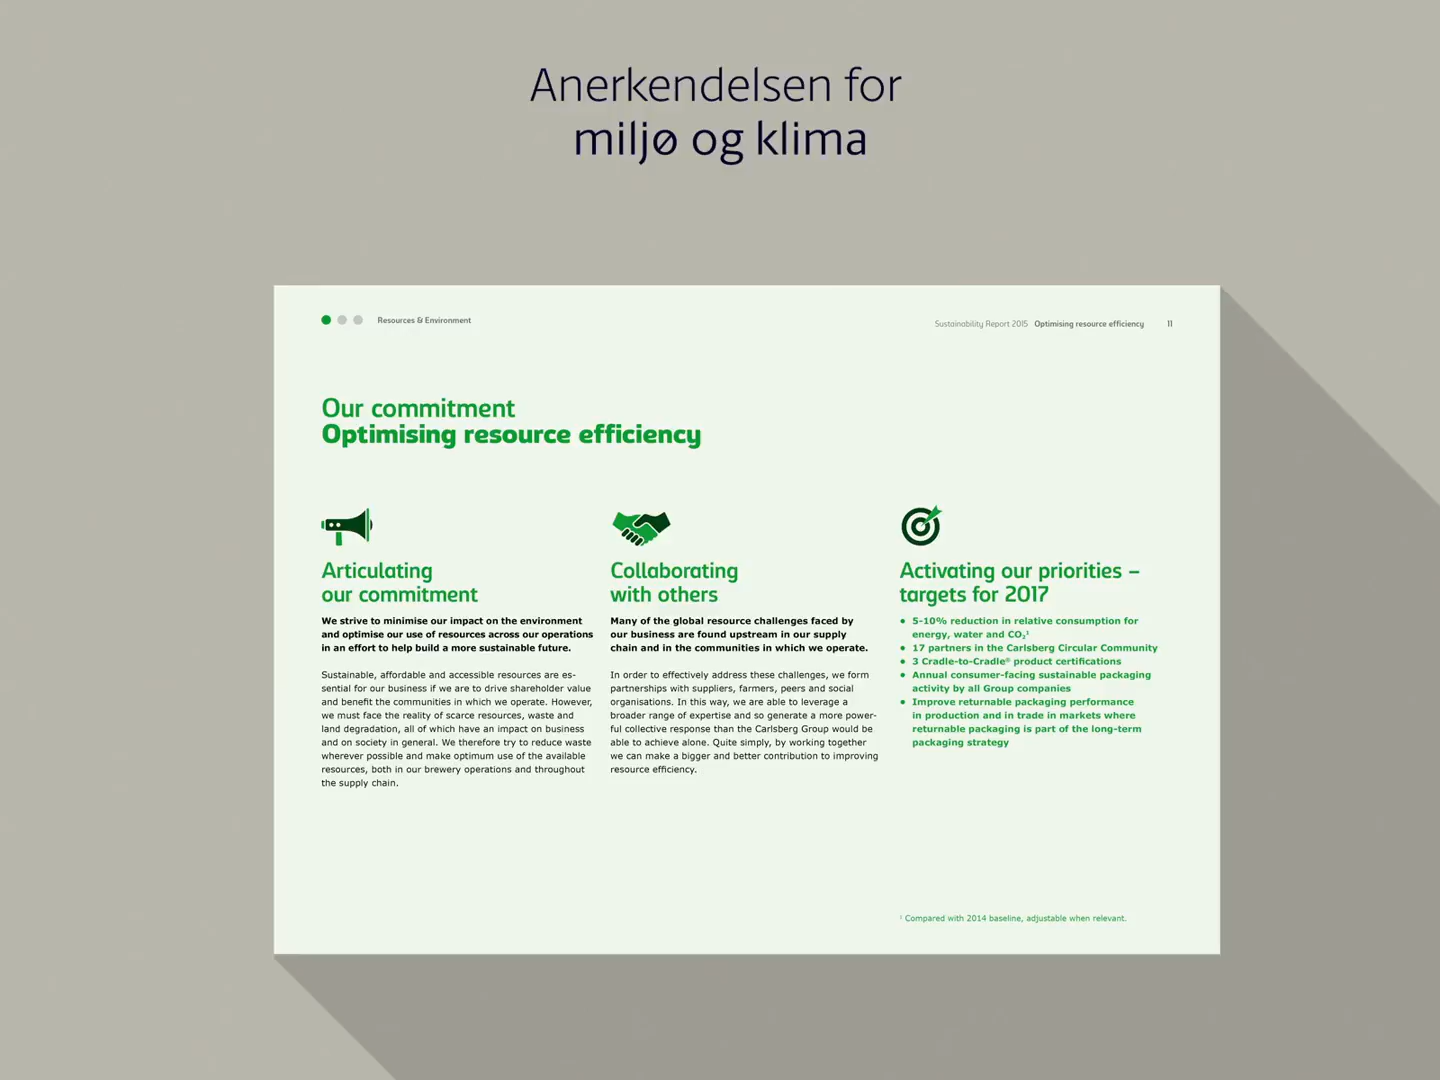 Anerkendelsen for
miljø og klima
Resources & Environment
Sustainability Report 2015 Optimising resource efficiency 11
Our commitment
Optimising resource efficiency
Articulating
our commitment
We strive to minimise our impact on the environment
and optimise our use of resources across our operations
in an effort to help build a more sustainable future.
Sustainable, affordable and accessible resources are es-
sential for our business if we are to drive shareholder value
and benefit the communities in which we operate. However,
we must face the reality of scarce resources, waste and
land degradation, all of which have an impact on business
and on society in general. We therefore try to reduce waste
wherever possible and make optimum use of the available
resources, both in our brewery operations and throughout
the supply chain.
Collaborating
with others
Many of the global resource challenges faced by
our business are found upstream in our supply
chain and in the communities in which we operate.
In order to effectively address these challenges, we form
partnerships with suppliers, farmers, peers and social
organisations. In this way, we are able to leverage a
broader range of expertise and so generate a more power-
ful collective response than the Carlsberg Group would be
able to achieve alone. Quite simply, by working together
we can make a bigger and better contribution to improving
resource efficiency.
Activating our priorities –
targets for 2017
• 5-10% reduction in relative consumption for
energy, water and CO₂¹
• 17 partners in the Carlsberg Circular Community
• 3 Cradle-to-Cradle® product certifications
• Annual consumer-facing sustainable packaging
activity by all Group companies
• Improve returnable packaging performance
in production and in trade in markets where
returnable packaging is part of the long-term
packaging strategy
¹ Compared with 2014 baseline, adjustable when relevant.